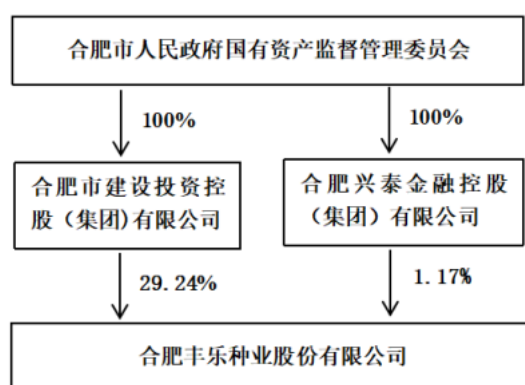 合肥市人民政府国有资产监督管理委员会
100%
100%
合肥市建设投资控
股（集团)有限公司
合肥兴泰金融控股
（集团）有限公司
29.24%
1.17%
合肥丰乐种业股份有限公司